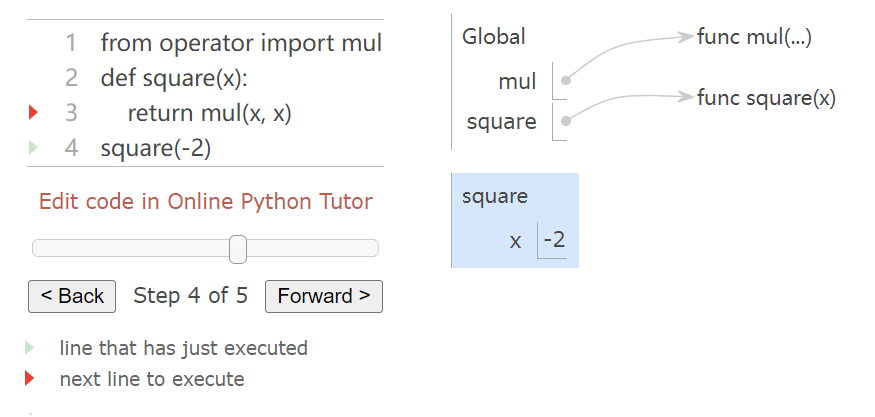 1 from operator import mul
2 def square(x):
3 return mul(x, x)
4 square(-2)
Edit code in Online Python Tutor
< Back Step 4 of 5 Forward >
line that has just executed
next line to execute
Global
mul
square
func mul(...)
func square(x)
square
x -2